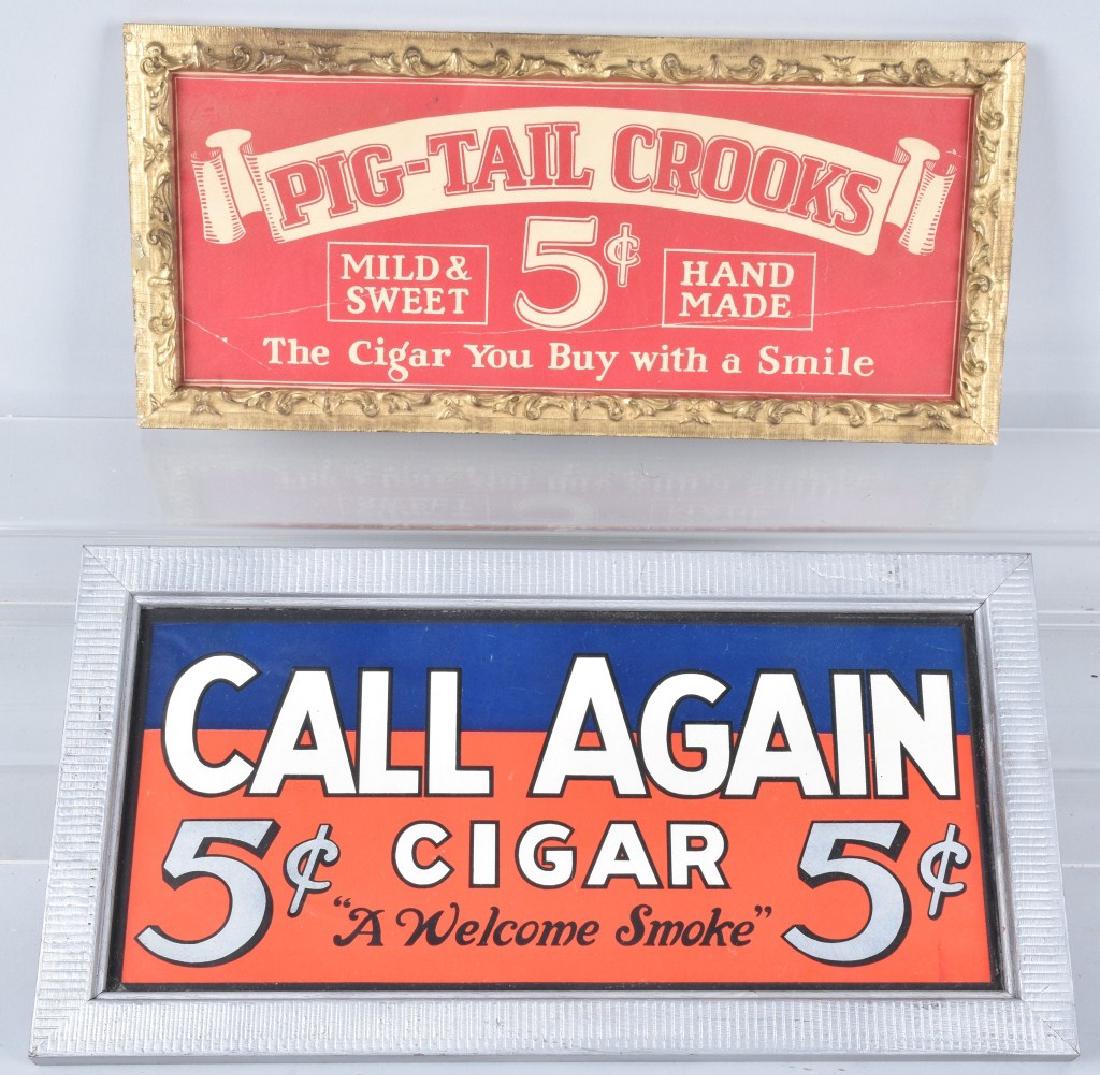 PIG-TAIL CROOKS
MILD & SWEET
5¢
HAND MADE
The Cigar You Buy with a Smile
CALL AGAIN
5¢ CIGAR 5¢
"A Welcome Smoke"